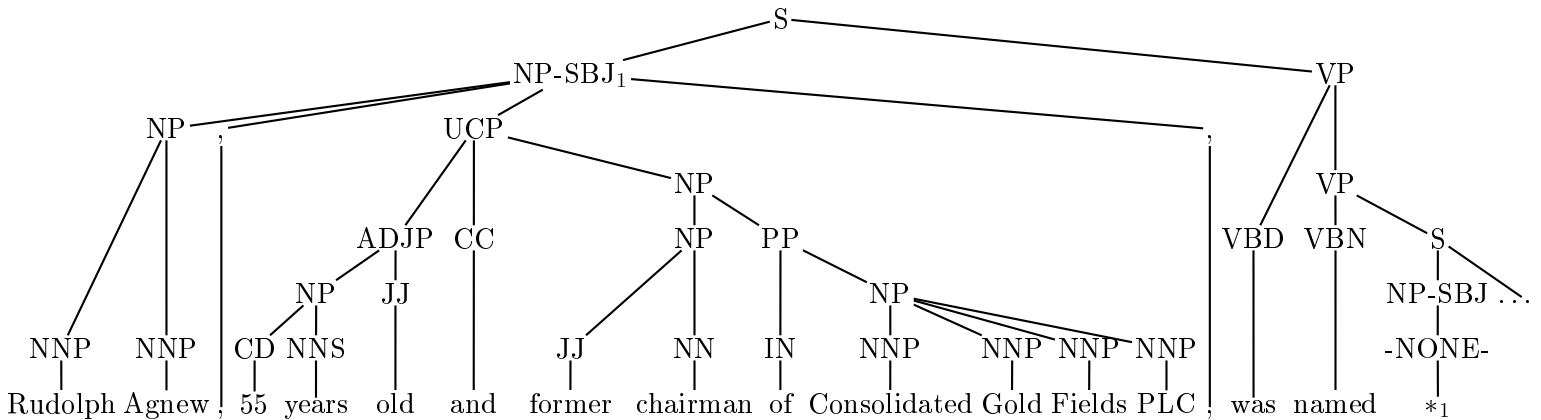 S
NP-SBJ1 VP
NP , UCP ,
NP VP
ADJP CC NP PP VBD VBN S
NP JJ NP NP-SBJ ...
NNP NNP CD NNS JJ NN IN NNP NNP NNP NNP -NONE-
Rudolph Agnew , 55 years old and former chairman of Consolidated Gold Fields PLC , was named *1